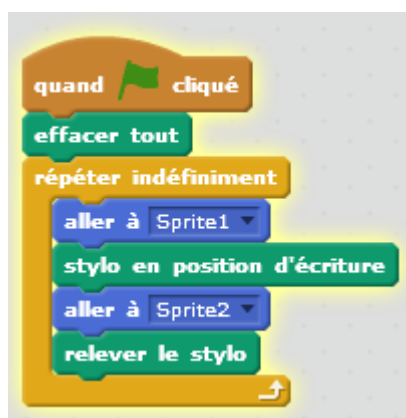 quand cliqué
effacer tout
répéter indéfiniment
aller à Sprite1
stylo en position d'écriture
aller à Sprite2
relever le stylo